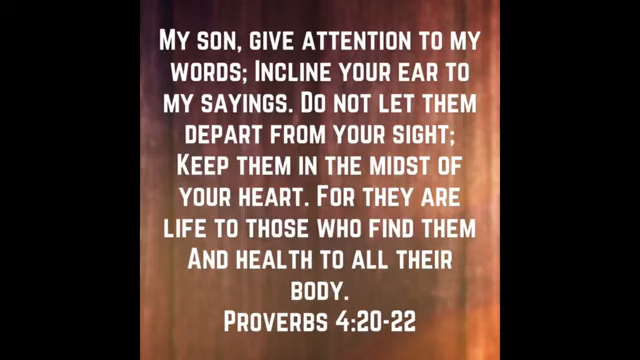 My son, give attention to my
words; Incline your ear to
my sayings. Do not let them
depart from your sight;
Keep them in the midst of
your heart. For they are
life to those who find them
And health to all their
body.
Proverbs 4:20-22